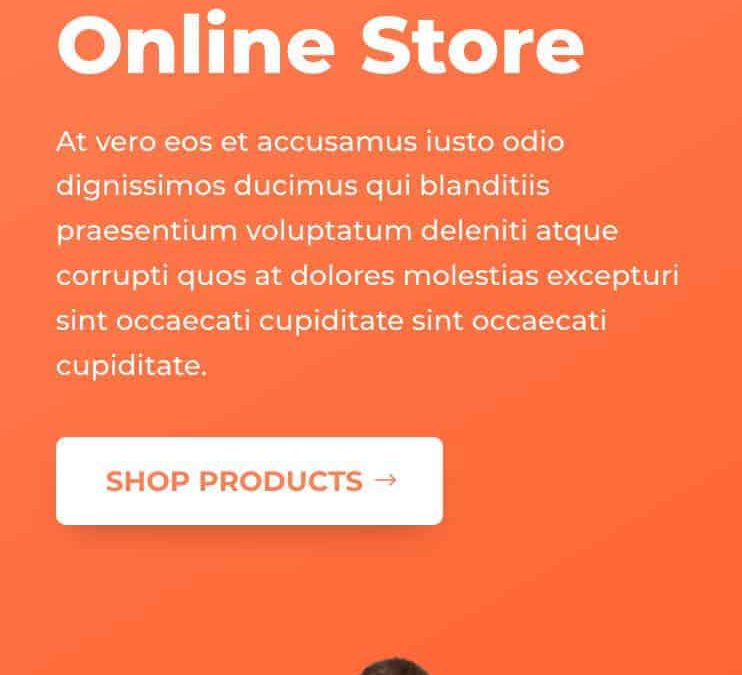 Online Store
At vero eos et accusamus iusto odio
dignissimos ducimus qui blanditiis
praesentium voluptatum deleniti atque
corrupti quos at dolores molestias excepturi
sint occaecati cupiditate sint occaecati
cupiditate.
SHOP PRODUCTS →